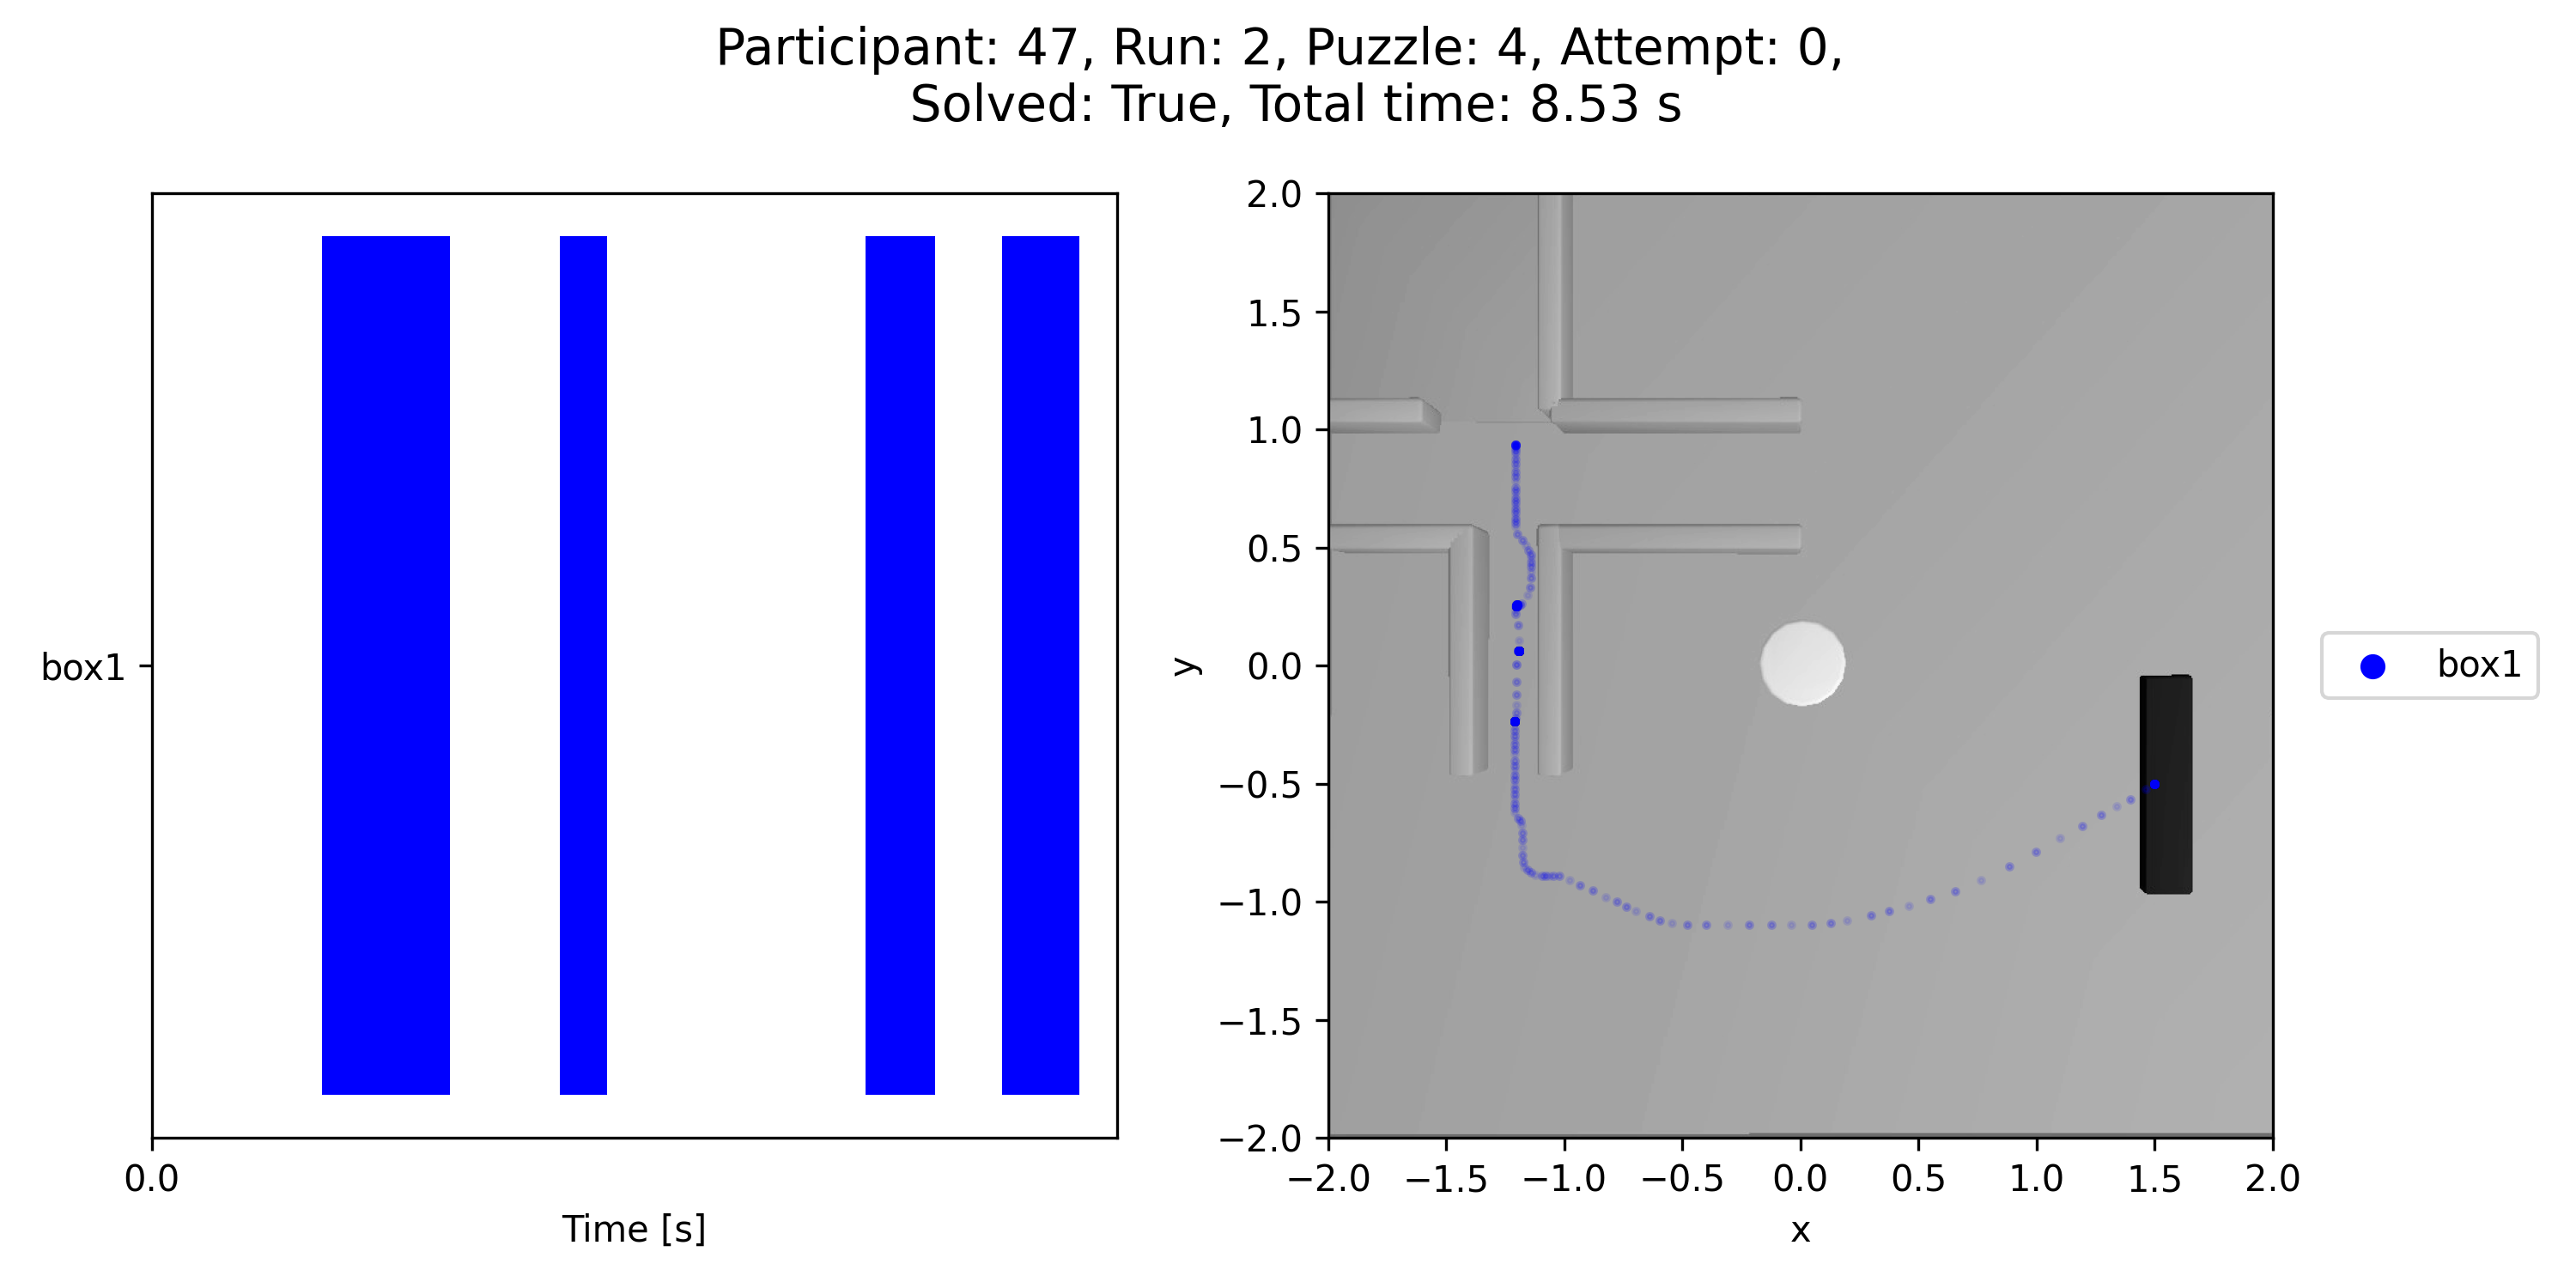 Participant: 47, Run: 2, Puzzle: 4, Attempt: 0,
Solved: True, Total time: 8.53 s
box1
0.0
Time [s]
2.0
1.5
1.0
0.5
0.0
−0.5
−1.0
−1.5
−2.0
y
−2.0 −1.5 −1.0 −0.5 0.0 0.5 1.0 1.5 2.0
x
box1